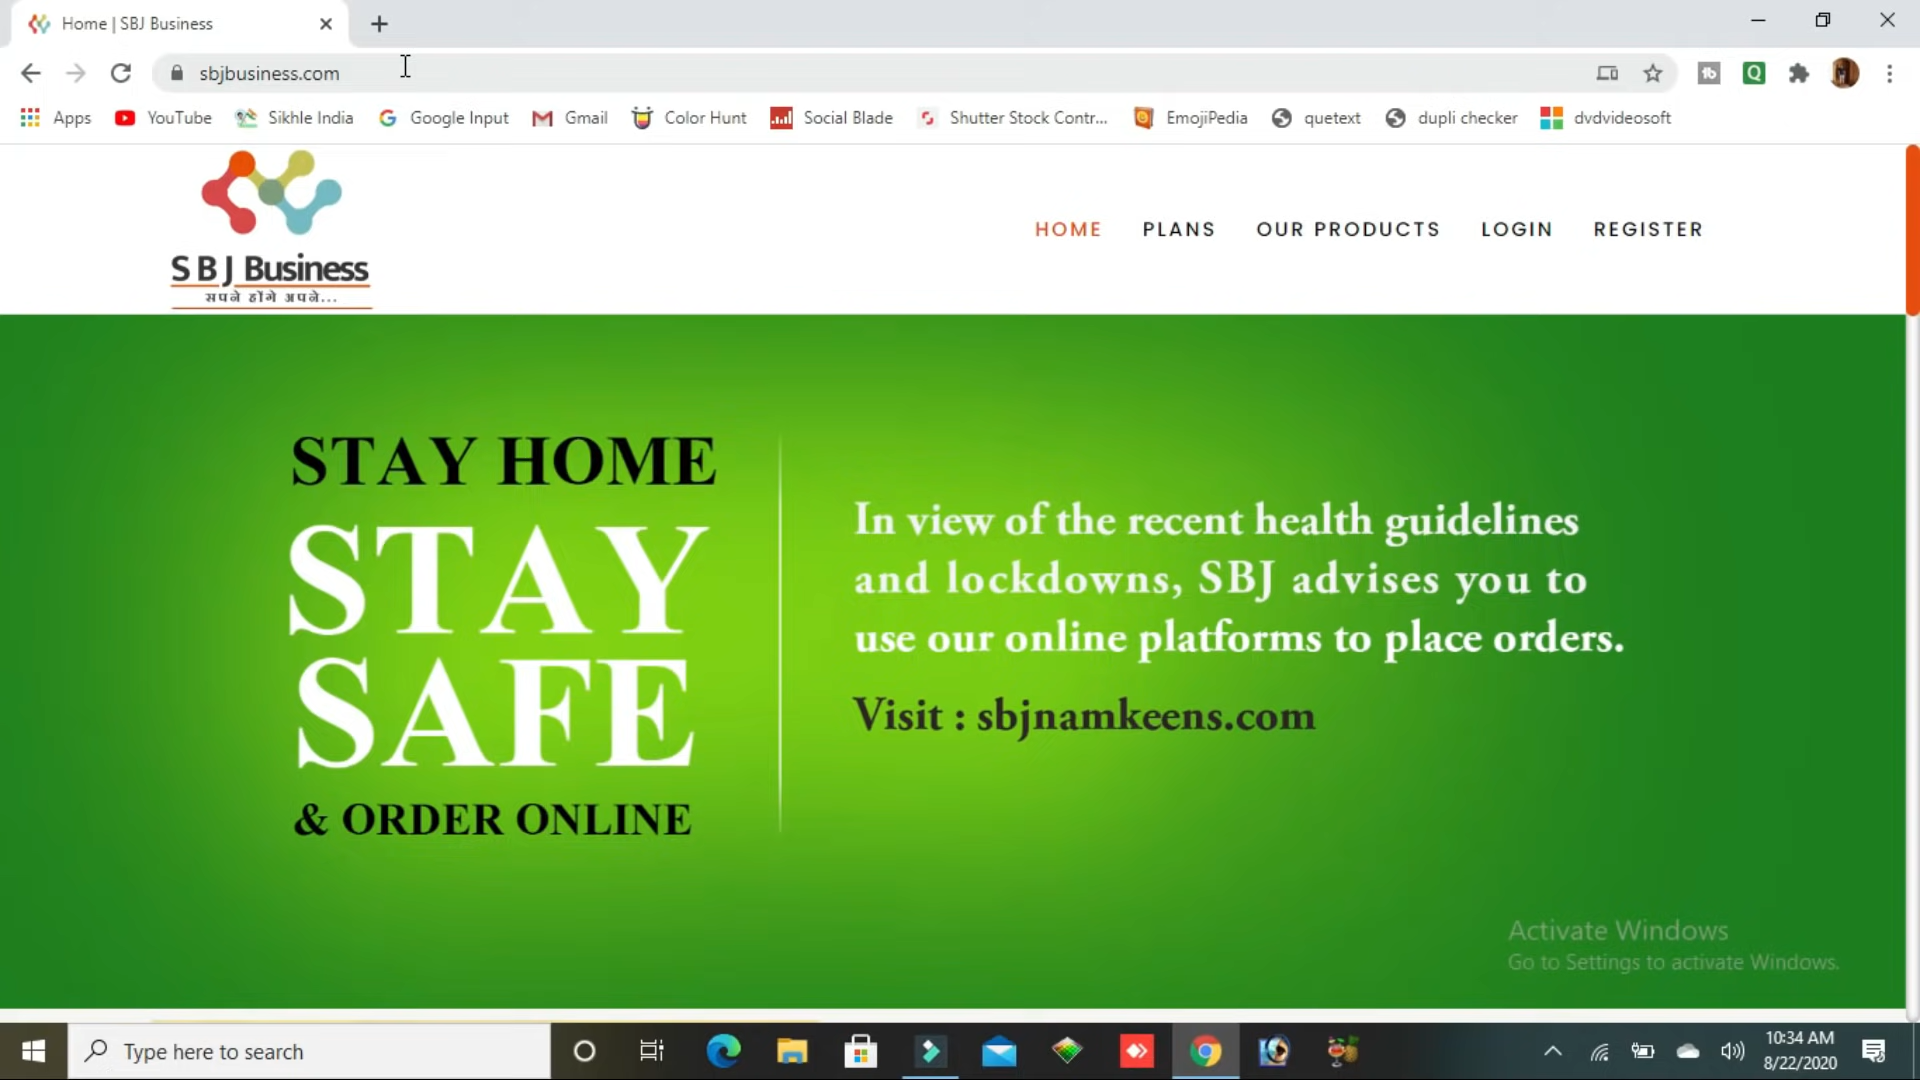 Home | SBJ Business
sbjbusiness.com
Apps YouTube Sikhle India Google Input Gmail Color Hunt Social Blade Shutter Stock Contr... EmojiPedia quetext dupli checker dvdvideosoft
S B J Business
सपने होंगे अपने...
HOME PLANS OUR PRODUCTS LOGIN REGISTER
STAY HOME
STAY
SAFE
& ORDER ONLINE
In view of the recent health guidelines
and lockdowns, SBJ advises you to
use our online platforms to place orders.
Visit : sbjnamkeens.com
Activate Windows
Go to Settings to activate Windows.
Type here to search
10:34 AM
8/22/2020